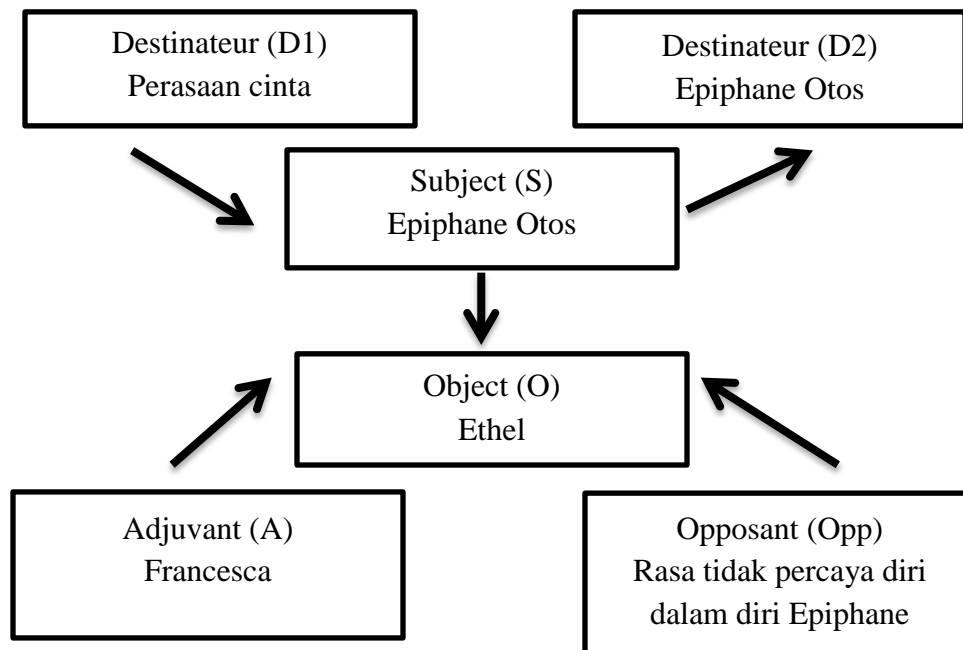 Destinateur (D1)
Perasaan cinta
Destinateur (D2)
Epiphane Otos
Subject (S)
Epiphane Otos
Object (O)
Ethel
Adjuvant (A)
Francesca
Opposant (Opp)
Rasa tidak percaya diri
dalam diri Epiphane